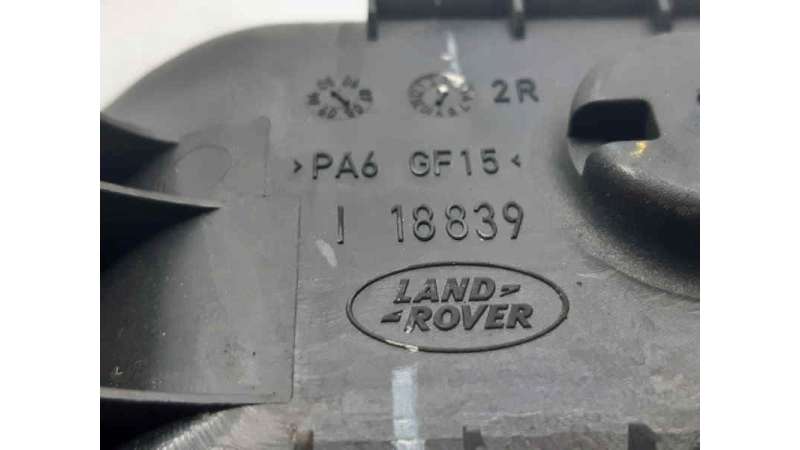 2R
>PA6 GF15<
I 18839
LAND
ROVER